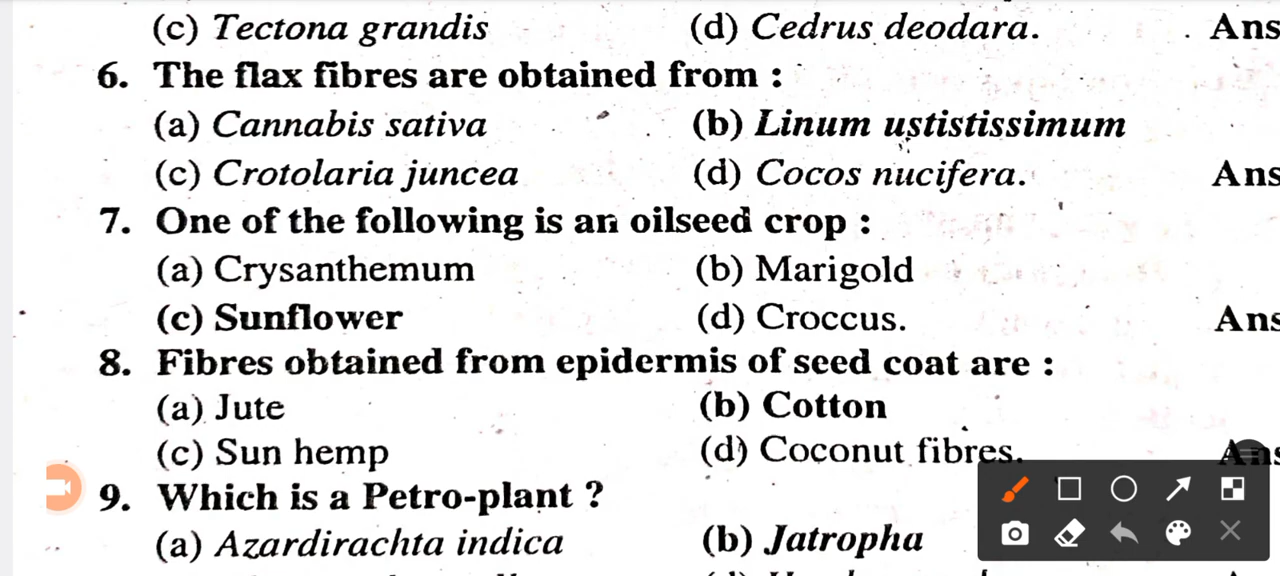 (c) Tectona grandis (d) Cedrus deodara. Ans
6. The flax fibres are obtained from :
(a) Cannabis sativa (b) Linum ustistissimum
(c) Crotolaria juncea (d) Cocos nucifera. Ans
7. One of the following is an oilseed crop :
(a) Crysanthemum (b) Marigold
(c) Sunflower (d) Croccus. Ans
8. Fibres obtained from epidermis of seed coat are :
(a) Jute (b) Cotton
(c) Sun hemp (d) Coconut fibres. Ans
9. Which is a Petro-plant ?
(a) Azardirachta indica (b) Jatropha